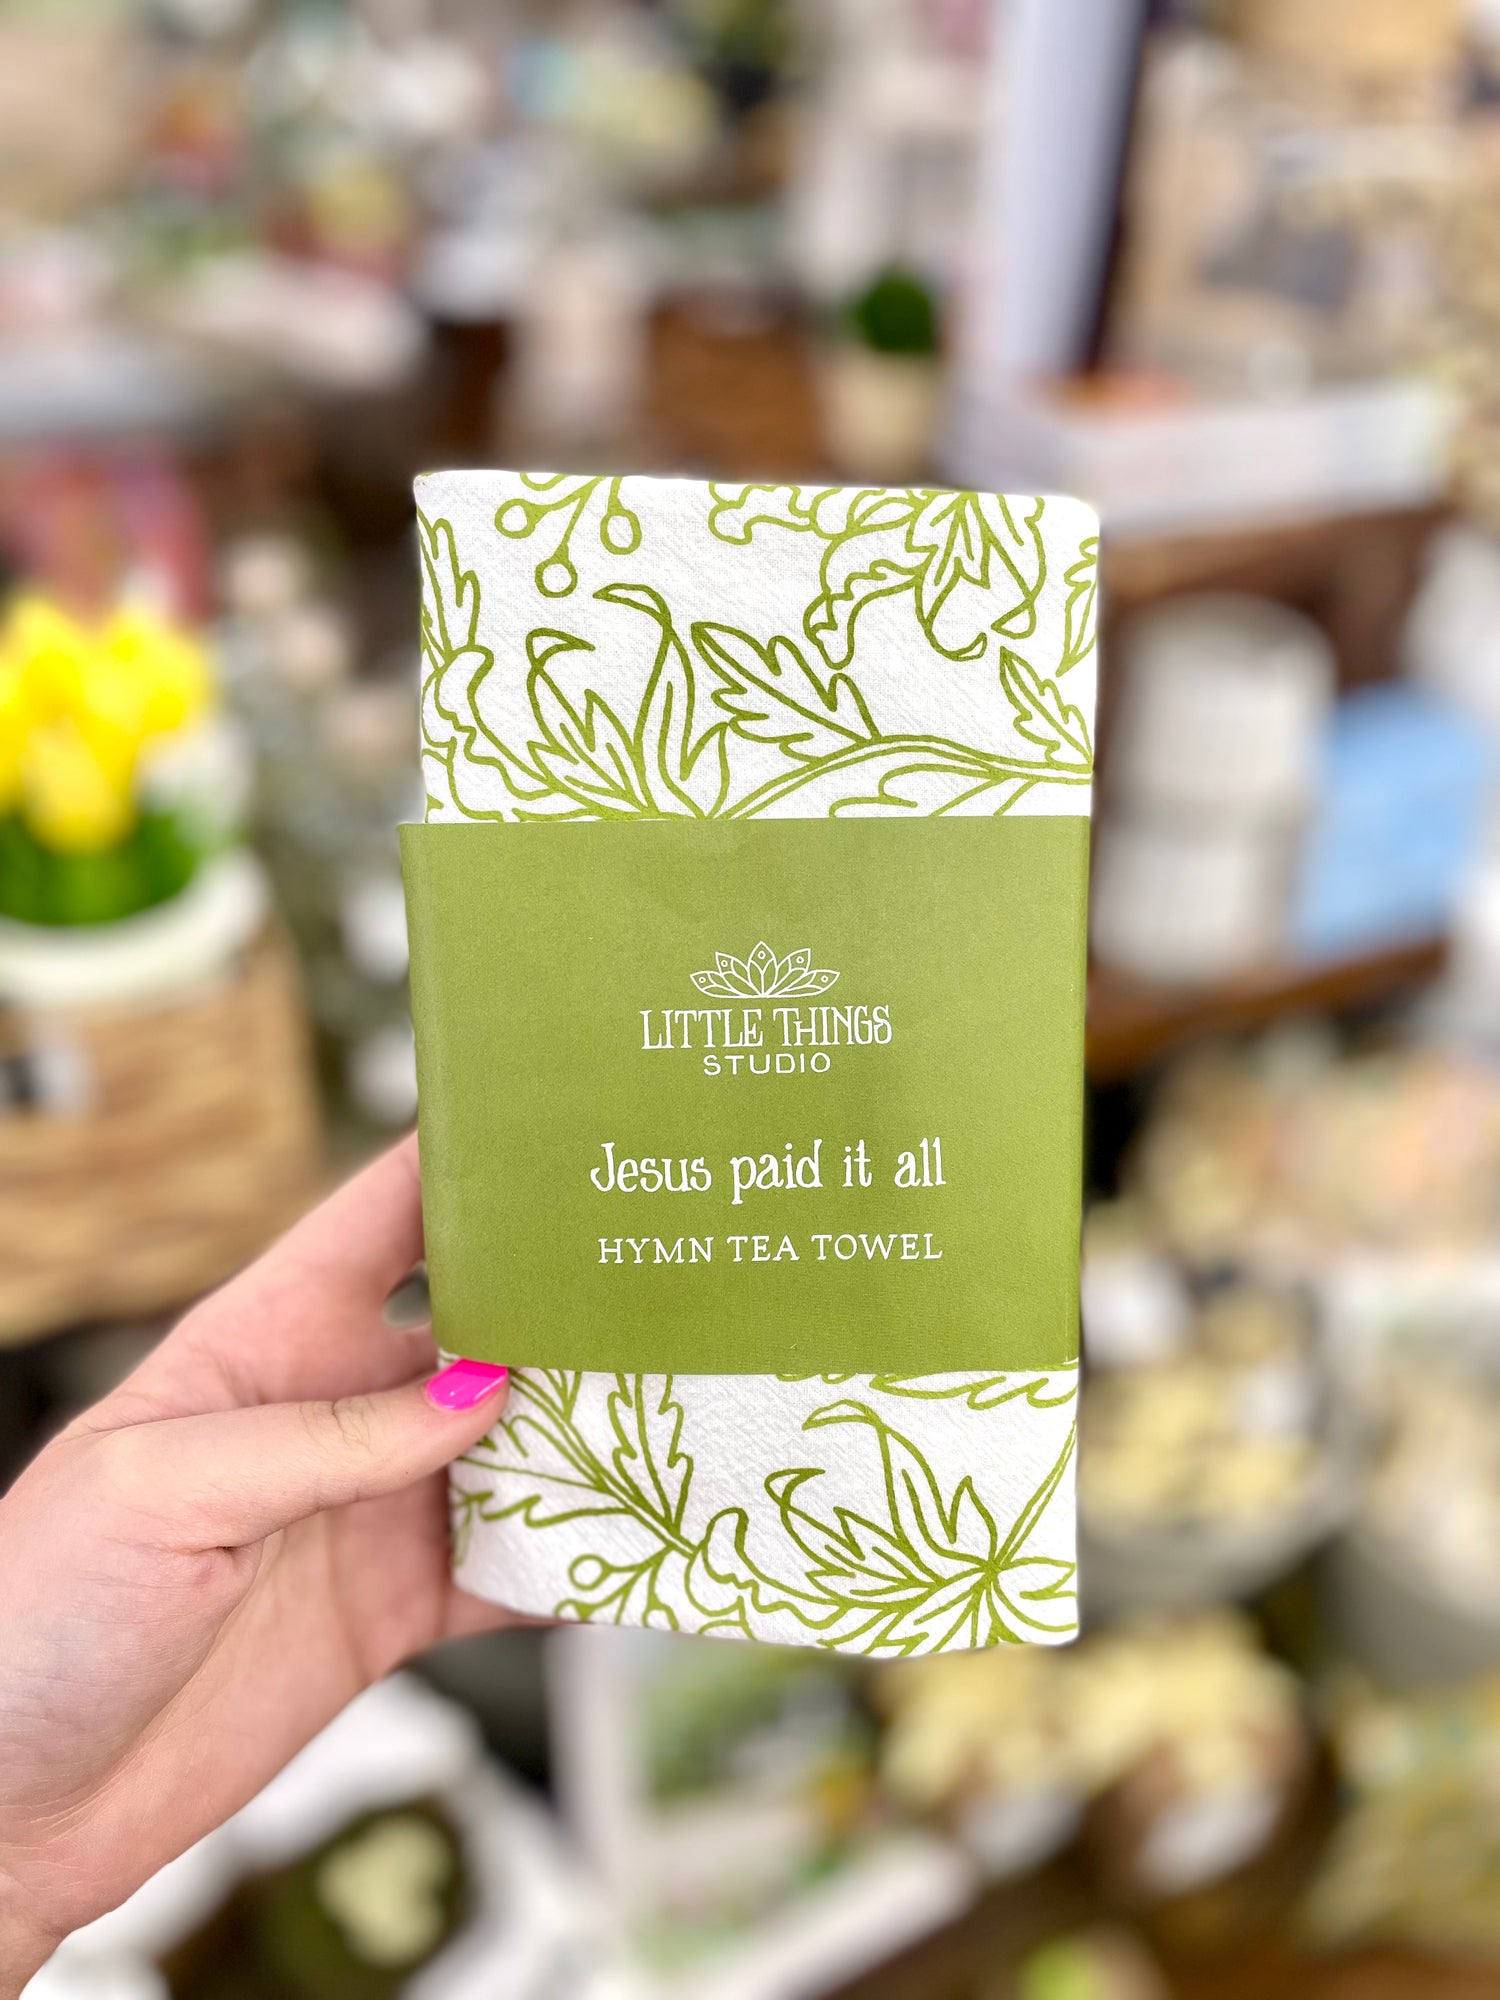 LITTLE THINGS
STUDIO
Jesus paid it all
HYMN TEA TOWEL